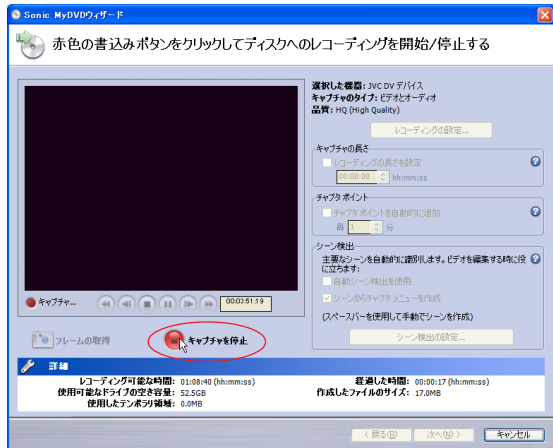 Sonic MyDVDウィザード
赤色の書込みボタンをクリックしてディスクへのレコーディングを開始/停止する
選択した機器: JVC DV デバイス
キャプチャのタイプ: ビデオとオーディオ
品質: HQ (High Quality)
レコーディングの設定...
キャプチャの長さ
レコーディングの長さを設定
00:00:00 hh:mm:ss
チャプタ ポイント
チャプタ ポイントを自動的に追加
毎 1 分
シーン検出
主要なシーンを自動的に識別します。ビデオを編集する時に役
に立ちます:
自動シーン検出を使用
シーンからチャプタ メニューを作成
(スペースバーを使用して手動でシーンを作成)
シーン検出の設定...
キャプチャ...
00:03:51:19
フレームの取得
キャプチャを停止
詳細
レコーディング可能な時間: 01:08:40 (hh:mm:ss)
使用可能なドライブの空き容量: 52.5GB
使用したテンポラリ領域: 0.0MB
経過した時間: 00:00:17 (hh:mm:ss)
作成したファイルのサイズ: 17.0MB
< 戻る(B)
次へ(N) >
キャンセル